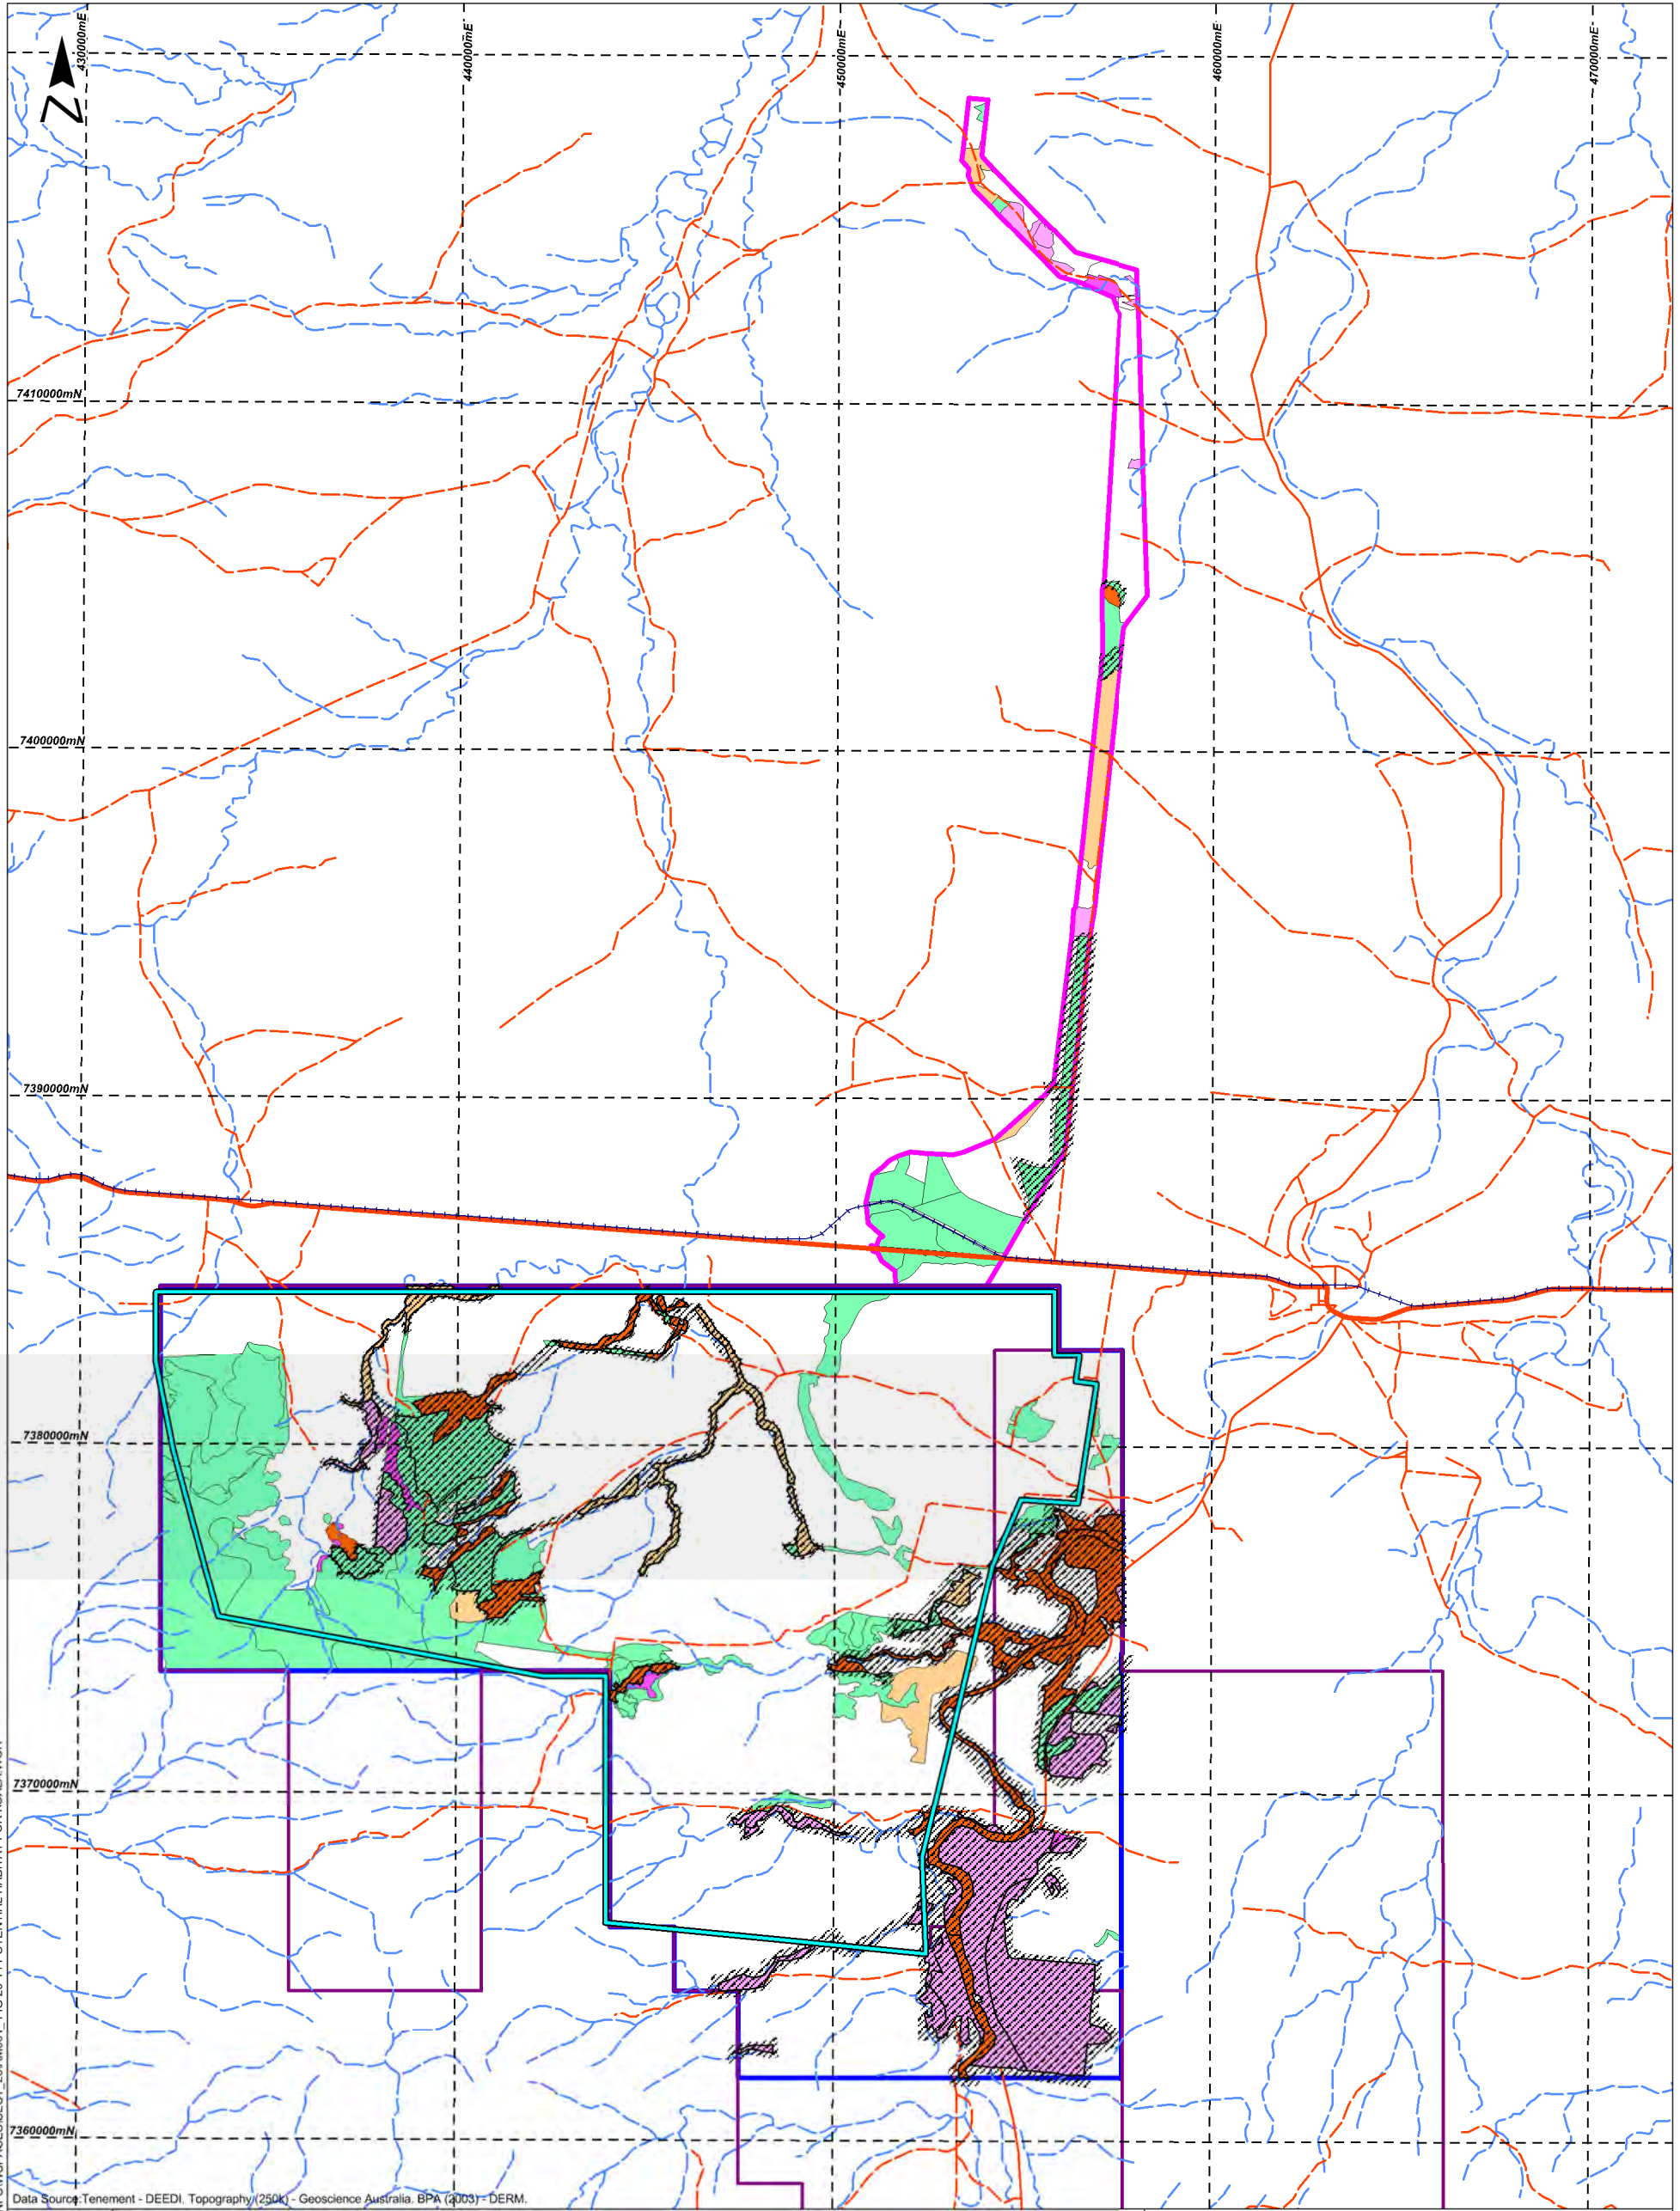 430000mE
440000mE
450000mE
460000mE
470000mE
N
7410000mN
7400000mN
7390000mN
7380000mN
7370000mN
7360000mN
Data Source:Tenement - DEEDI, Topography (250k) - Geoscience Australia. BPA (2003) - DERM.